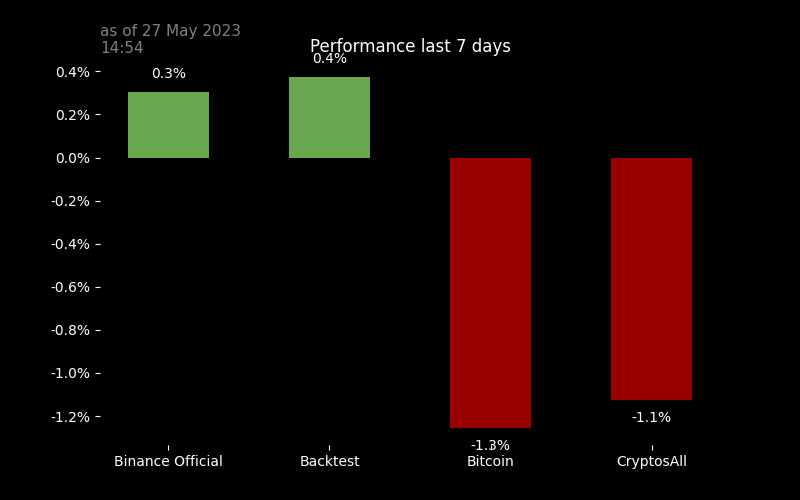 as of 27 May 2023
14:54
Performance last 7 days
0.4%
0.2%
0.0%
-0.2%
-0.4%
-0.6%
-0.8%
-1.0%
-1.2%
0.3%
0.4%
-1.3%
-1.1%
Binance Official
Backtest
Bitcoin
CryptosAll